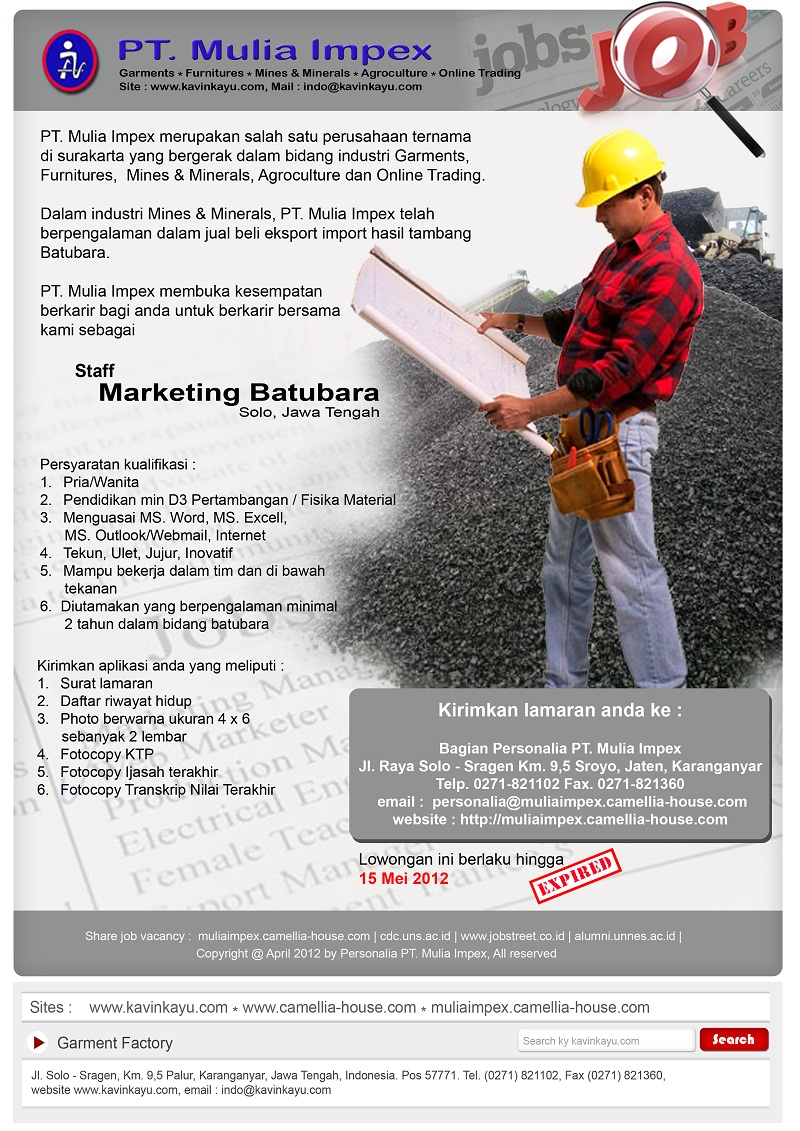 jobs
JOB
Careers
PT. Mulia Impex
Garments * Furnitures * Mines & Minerals * Agroculture * Online Trading
Site : www.kavinkayu.com, Mail : indo@kavinkayu.com
PT. Mulia Impex merupakan salah satu perusahaan ternama
di surakarta yang bergerak dalam bidang industri Garments,
Furnitures,  Mines & Minerals, Agroculture dan Online Trading.
Dalam industri Mines & Minerals, PT. Mulia Impex telah
berpengalaman dalam jual beli eksport import hasil tambang
Batubara.
PT. Mulia Impex membuka kesempatan
berkarir bagi anda untuk berkarir bersama
kami sebagai
Staff
Marketing Batubara
Solo, Jawa Tengah
Persyaratan kualifikasi :
1. Pria/Wanita
2. Pendidikan min D3 Pertambangan / Fisika Material
3. Menguasai MS. Word, MS. Excell,
MS. Outlook/Webmail, Internet
4. Tekun, Ulet, Jujur, Inovatif
5. Mampu bekerja dalam tim dan di bawah
tekanan
6. Diutamakan yang berpengalaman minimal
2 tahun dalam bidang batubara
Kirimkan aplikasi anda yang meliputi :
1. Surat lamaran
2. Daftar riwayat hidup
3. Photo berwarna ukuran 4 x 6
sebanyak 2 lembar
4. Fotocopy KTP
5. Fotocopy Ijasah terakhir
6. Fotocopy Transkrip Nilai Terakhir
Kirimkan lamaran anda ke :
Bagian Personalia PT. Mulia Impex
Jl. Raya Solo - Sragen Km. 9,5 Sroyo, Jaten, Karanganyar
Telp. 0271-821102 Fax. 0271-821360
email :  personalia@muliaimpex.camellia-house.com
website : http://muliaimpex.camellia-house.com
Lowongan ini berlaku hingga
15 Mei 2012
EXPIRED
Share job vacancy :  muliaimpex.camellia-house.com | cdc.uns.ac.id | www.jobstreet.co.id | alumni.unnes.ac.id |
Copyright @ April 2012 by Personalia PT. Mulia Impex, All reserved
Sites :    www.kavinkayu.com * www.camellia-house.com * muliaimpex.camellia-house.com
Garment Factory
Search ky kavinkayu.com
Search
Jl. Solo - Sragen, Km. 9,5 Palur, Karanganyar, Jawa Tengah, Indonesia. Pos 57771. Tel. (0271) 821102, Fax (0271) 821360,
website www.kavinkayu.com, email : indo@kavinkayu.com